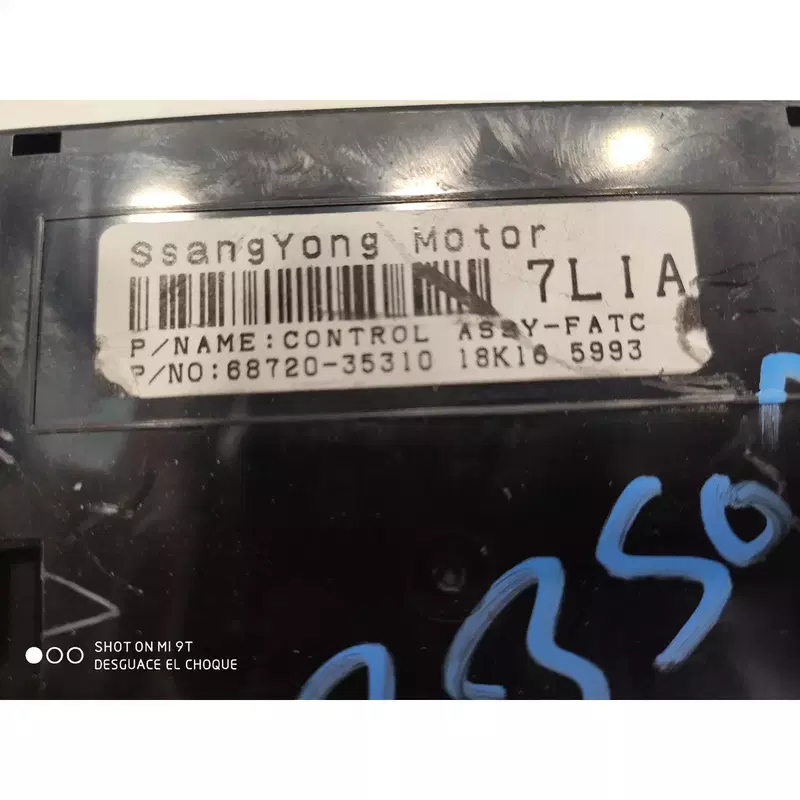 SsangYong Motor
7LIA
P/NAME:CONTROL ASSY-FATC
P/NO:68720-35310 18K16 5993
SHOT ON MI 9T
DESGUACE EL CHOQUE